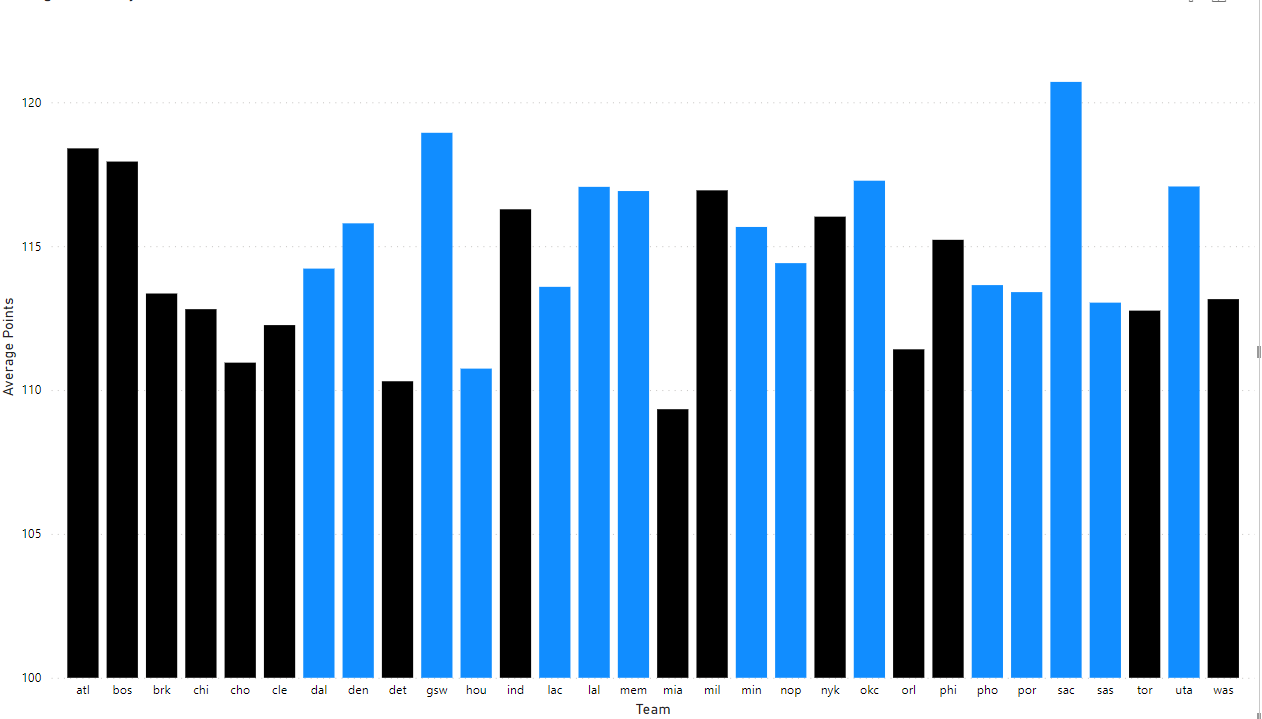 120
115
110
105
100
Average Points
atl bos brk chi cho cle dal den det gsw hou ind lac lal mem mia mil min nop nyk okc orl phi pho por sac sas tor uta was
Team